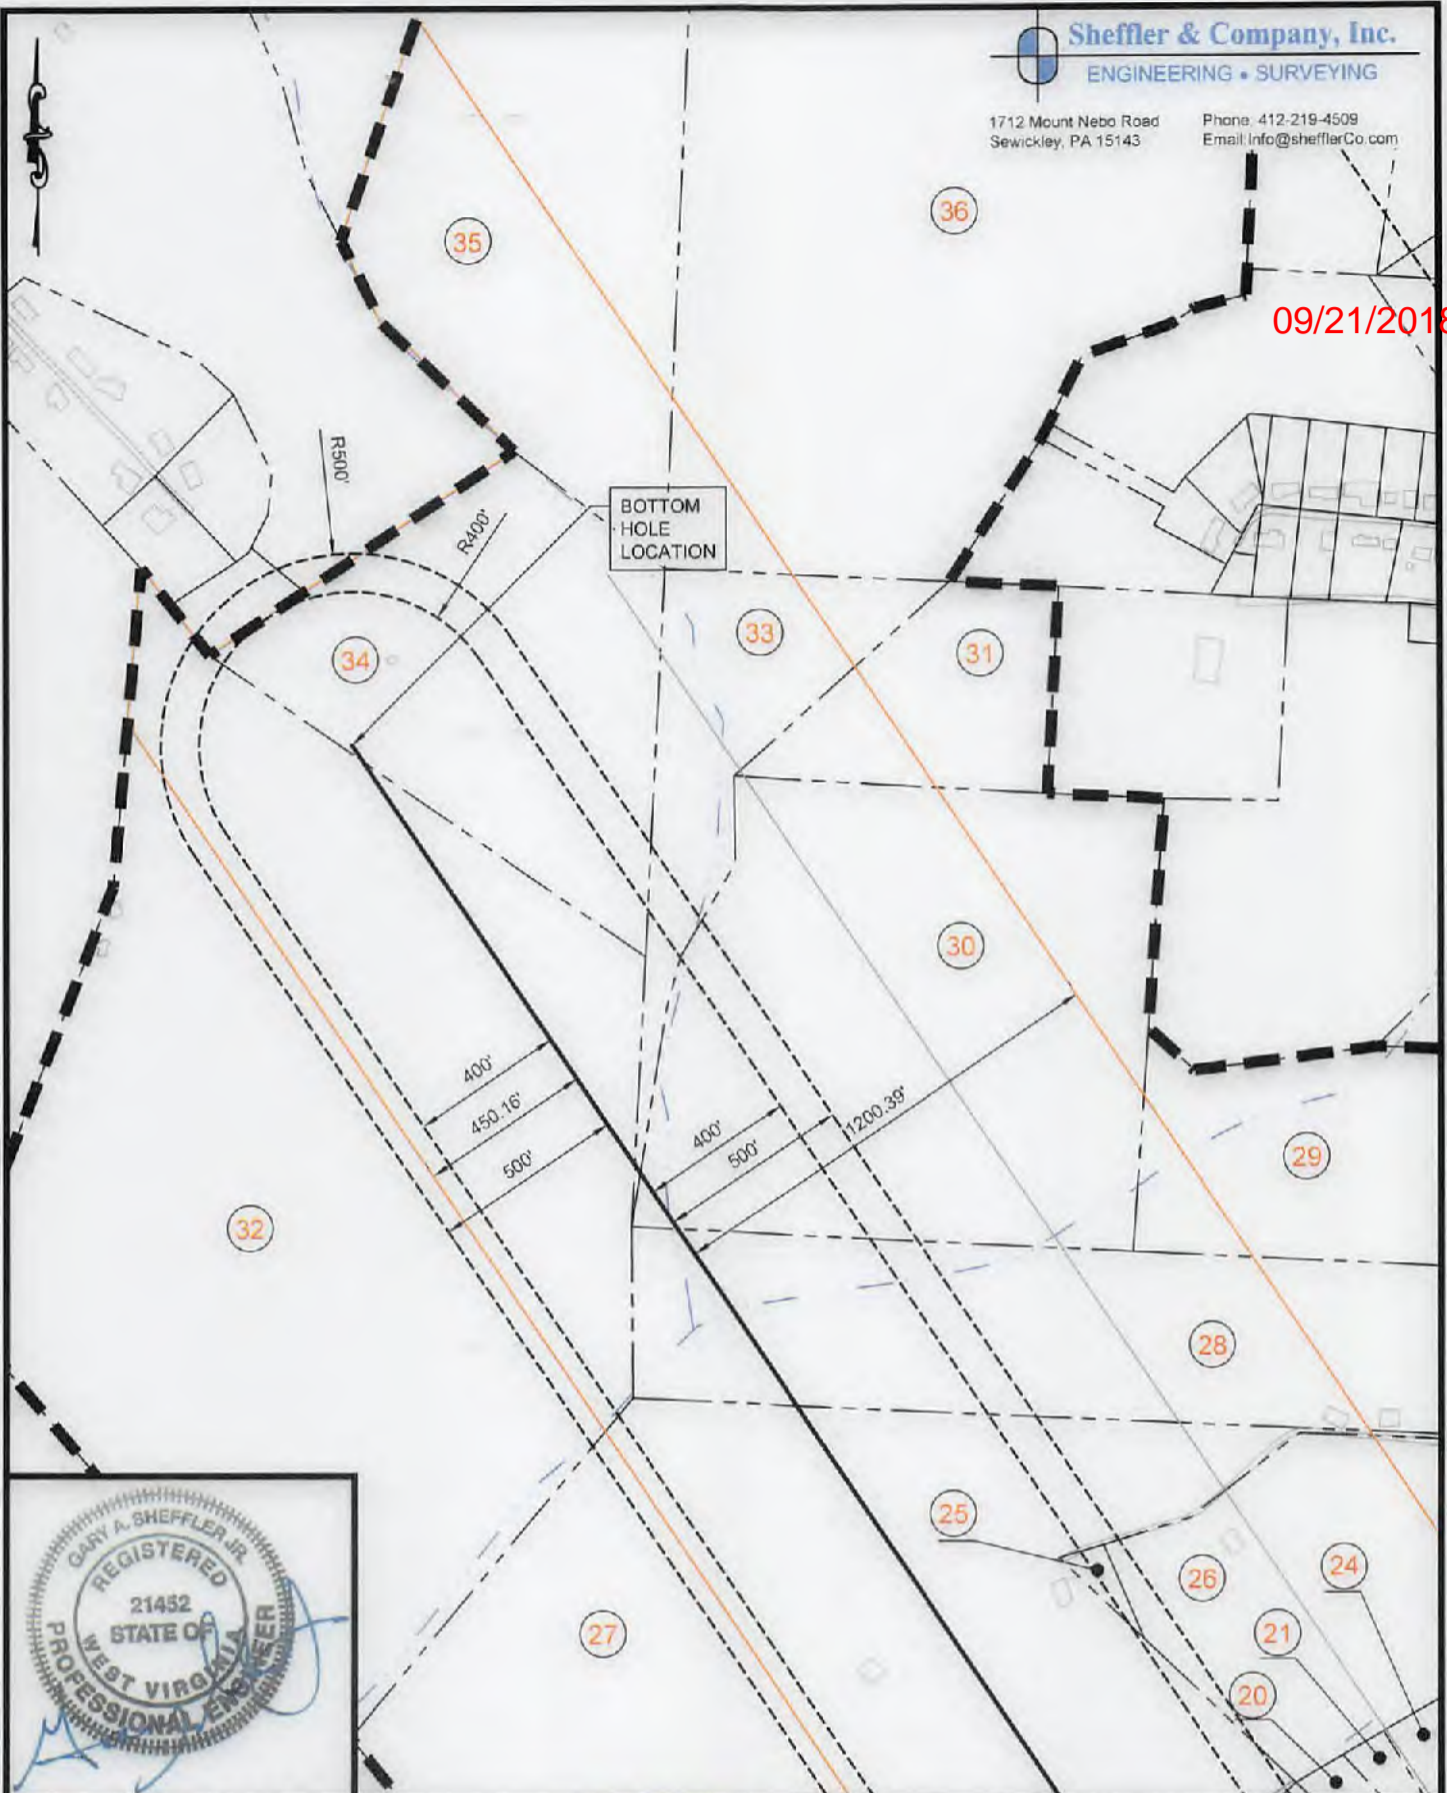 Sheffler & Company, Inc.
ENGINEERING • SURVEYING
1712 Mount Nebo Road
Sewickley, PA 15143
Phone: 412-219-4509
Email: info@shefflerCo.com
09/21/2018
36
35
R500'
R400'
BOTTOM
HOLE
LOCATION
33
31
34
30
400'
450.16'
500'
400'
500'
1200.39'
29
32
28
25
26
24
27
21
20
GARY A. SHEFFLER JR.
REGISTERED
21452
STATE OF
WEST VIRGINIA
PROFESSIONAL ENGINEER